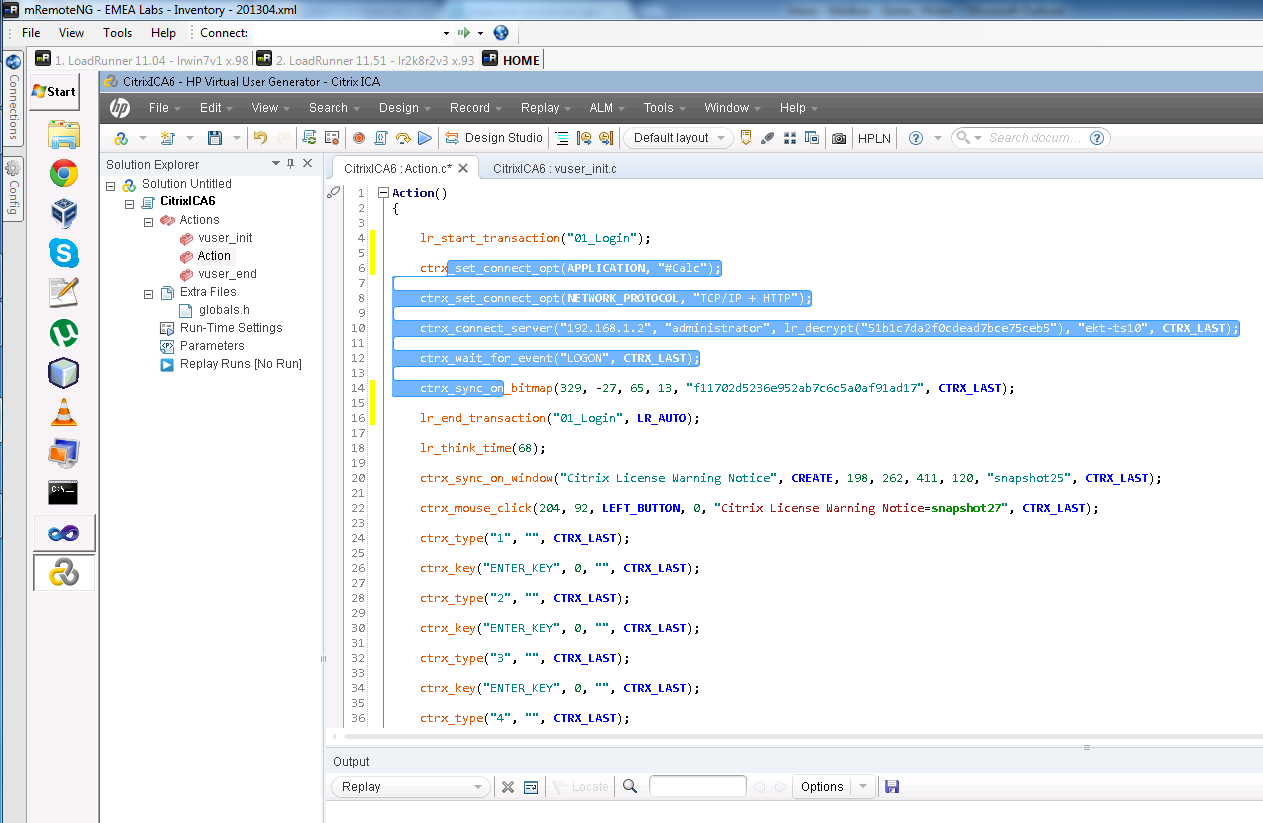 mRemoteNG - EMEA Labs - Inventory - 201304.xml
File View Tools Help Connect:
1. LoadRunner 11.04 - lrwin7v1 x.98 2. LoadRunner 11.51 - lr2k8r2v3 x.93 HOME
Connections
Config
Start
CitrixICA6 - HP Virtual User Generator - Citrix ICA
hp File Edit View Search Design Record Replay ALM Tools Window Help
Design Studio Default layout HPLN Search docum...
Solution Explorer
Solution Untitled
CitrixICA6
Actions
vuser_init
Action
vuser_end
Extra Files
globals.h
Run-Time Settings
Parameters
Replay Runs [No Run]
CitrixICA6 : Action.c* CitrixICA6 : vuser_init.c
1 Action()
2 {
3
4 lr_start_transaction("01_Login");
5
6 ctrx_set_connect_opt(APPLICATION, "#Calc");
7
8 ctrx_set_connect_opt(NETWORK_PROTOCOL, "TCP/IP + HTTP");
9
10 ctrx_connect_server("192.168.1.2", "administrator", lr_decrypt("51b1c7da2f0cdead7bce75ceb5"), "ekt-ts10", CTRX_LAST);
11
12 ctrx_wait_for_event("LOGON", CTRX_LAST);
13
14 ctrx_sync_on_bitmap(329, -27, 65, 13, "f11702d5236e952ab7c6c5a0af91ad17", CTRX_LAST);
15
16 lr_end_transaction("01_Login", LR_AUTO);
17
18 lr_think_time(68);
19
20 ctrx_sync_on_window("Citrix License Warning Notice", CREATE, 198, 262, 411, 120, "snapshot25", CTRX_LAST);
21
22 ctrx_mouse_click(204, 92, LEFT_BUTTON, 0, "Citrix License Warning Notice=snapshot27", CTRX_LAST);
23
24 ctrx_type("1", "", CTRX_LAST);
25
26 ctrx_key("ENTER_KEY", 0, "", CTRX_LAST);
27
28 ctrx_type("2", "", CTRX_LAST);
29
30 ctrx_key("ENTER_KEY", 0, "", CTRX_LAST);
31
32 ctrx_type("3", "", CTRX_LAST);
33
34 ctrx_key("ENTER_KEY", 0, "", CTRX_LAST);
35
36 ctrx_type("4", "", CTRX_LAST);
Output
Replay Locate Options